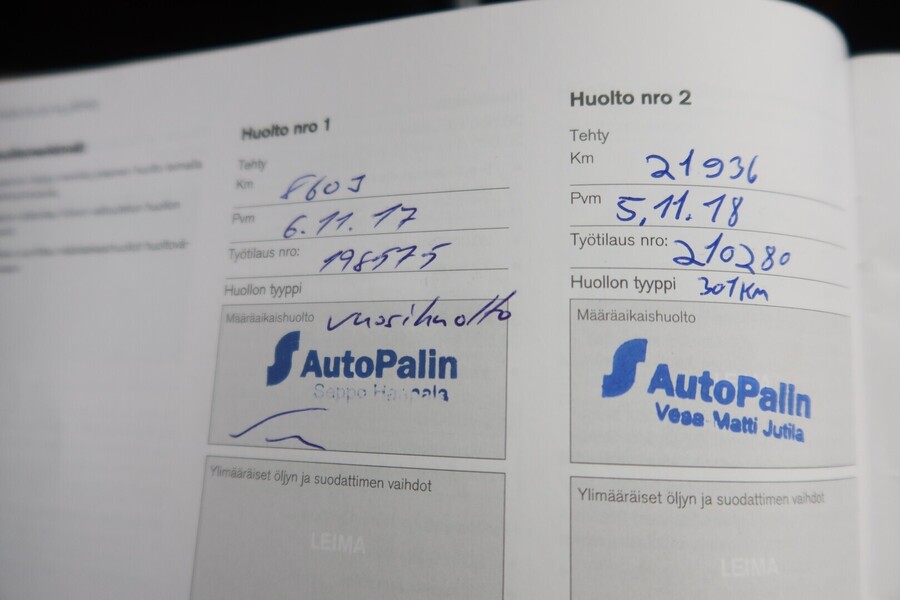 Huolto nro 1
Tehty
Km 8603
Pvm 6.11.17
Työtilaus nro: 198575
Huollon tyyppi
Määräaikaishuolto vuosihuolto
AutoPalin
Seppo
Ylimääräiset öljyn ja suodattimen vaihdot
LEIMA
Huolto nro 2
Tehty
Km 21936
Pvm 5,11.18
Työtilaus nro: 210280
Huollon tyyppi 30TKm
Määräaikaishuolto
LEIMA
AutoPalin
Vesa-Matti Jutila
Ylimääräiset öljyn ja suodattimen vaihdot
LEIMA